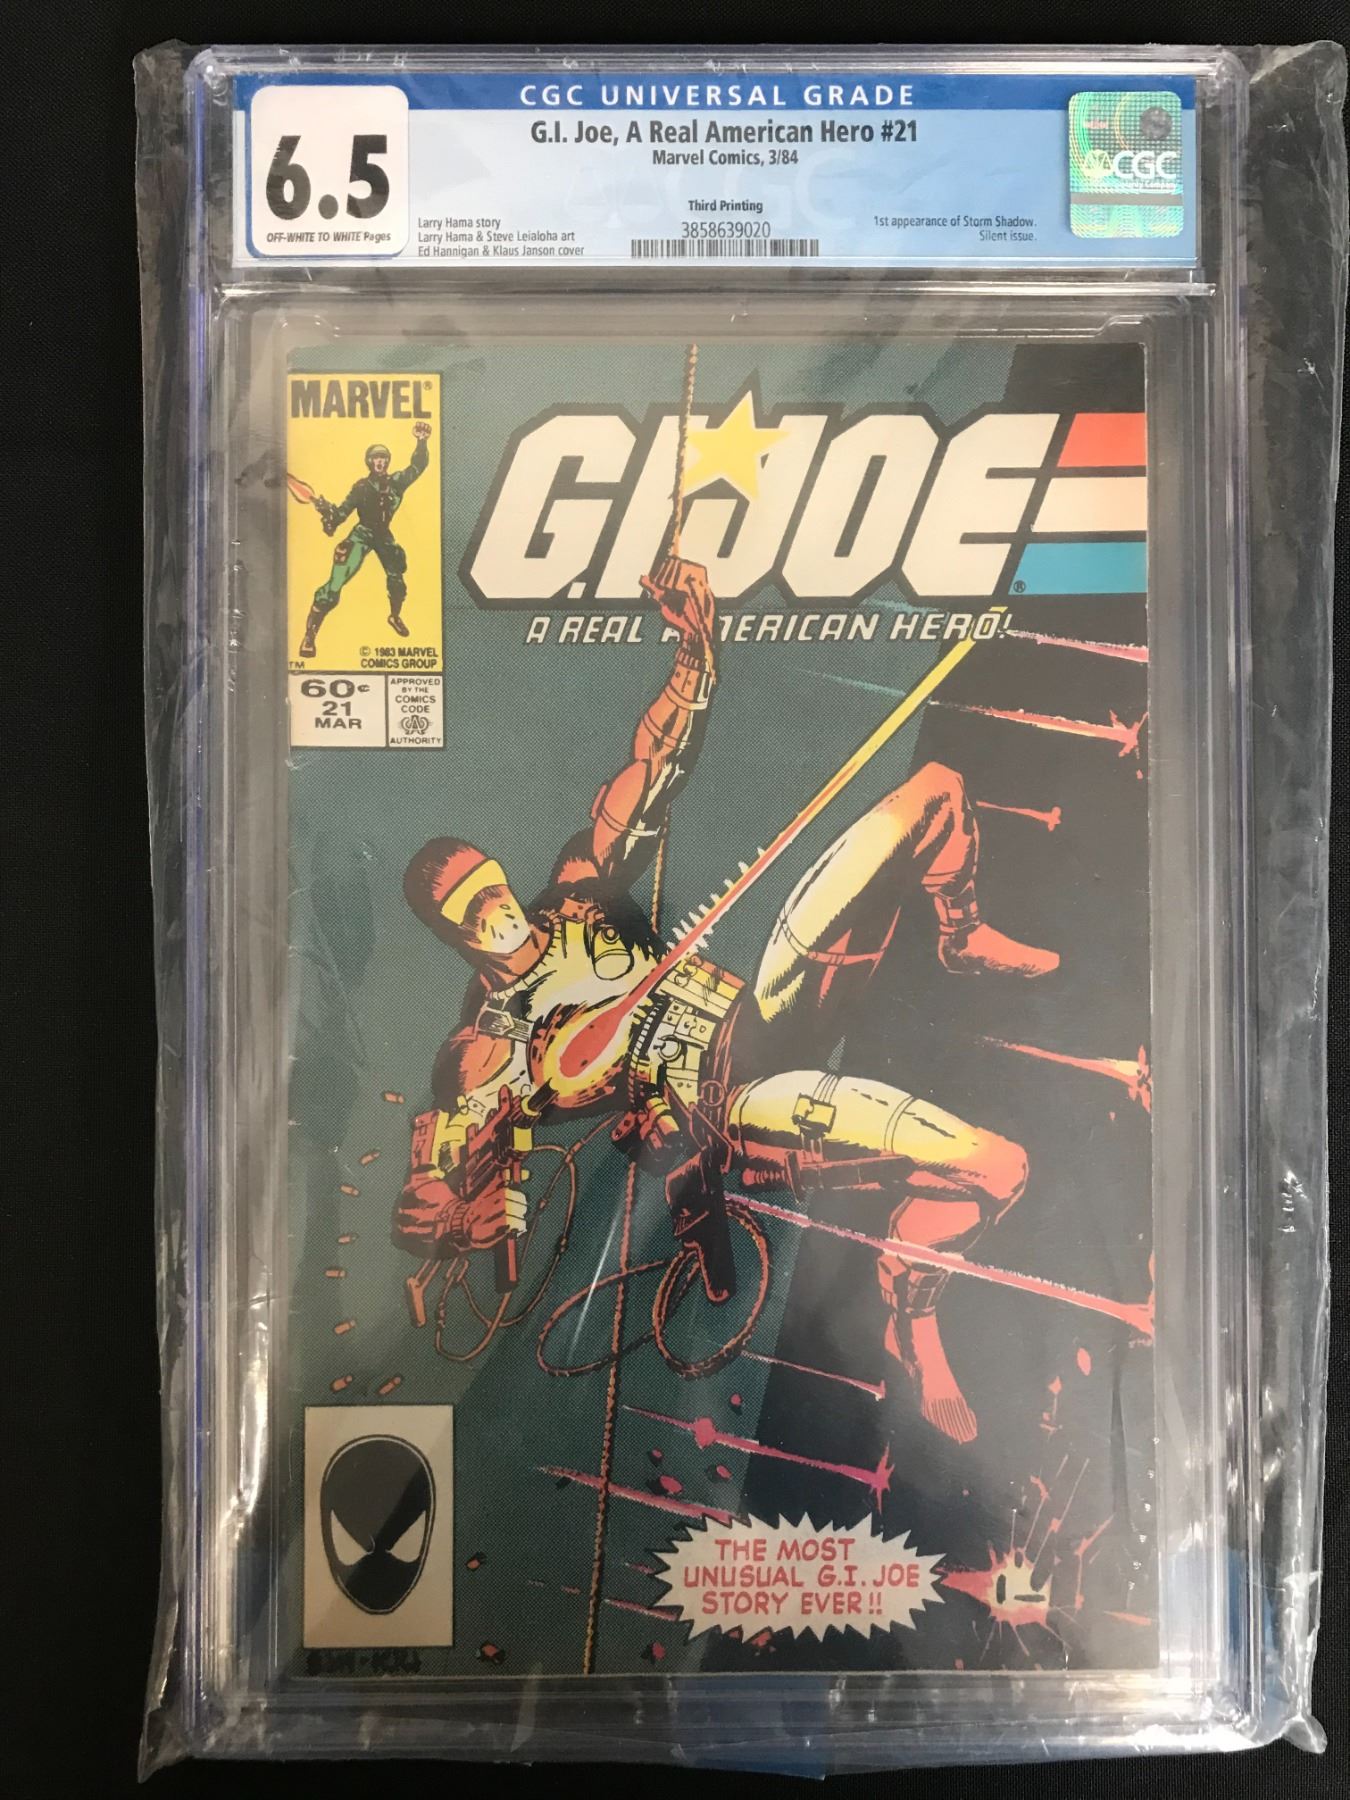 CGC UNIVERSAL GRADE
6.5
OFF-WHITE TO WHITE Pages
G.I. Joe, A Real American Hero #21
Marvel Comics, 3/84
Third Printing
3858639020
Larry Hama story
Larry Hama & Steve Leialoha art
Ed Hannigan & Klaus Janson cover
1st appearance of Storm Shadow.
Silent issue.
CGC
MARVEL®
© 1983 MARVEL
COMICS GROUP
TM
60¢
21
MAR
APPROVED
BY THE
COMICS
CODE
AUTHORITY
G.I. JOE
®
A REAL AMERICAN HERO!
THE MOST
UNUSUAL G.I. JOE
STORY EVER!!